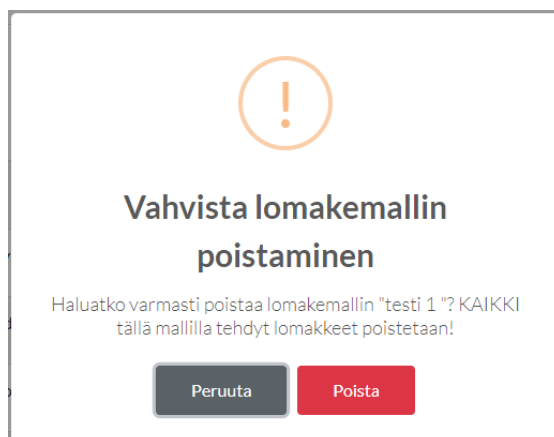 !
Vahvista lomakemallin
poistaminen
Haluatko varmasti poistaa lomakemallin "testi 1 "? KAIKKI
tällä mallilla tehdyt lomakkeet poistetaan!
Peruuta Poista